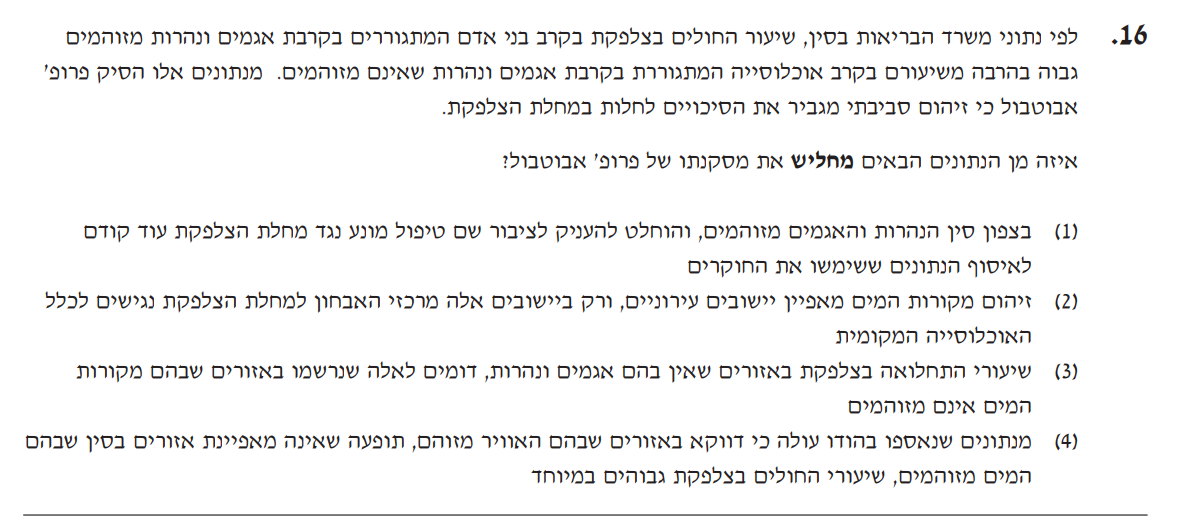 16. לפי נתוני משרד הבריאות בסין, שיעור החולים בצלפקת בקרב בני אדם המתגוררים בקרבת אגמים ונהרות מזוהמים
גבוה בהרבה משיעורם בקרב אוכלוסייה המתגוררת בקרבת אגמים ונהרות שאינם מזוהמים. מנתונים אלו הסיק פרופ'
אבוטבול כי זיהום סביבתי מגביר את הסיכויים לחלות במחלת הצלפקת.
איזה מן הנתונים הבאים מחליש את מסקנתו של פרופ' אבוטבול?
(1) בצפון סין הנהרות והאגמים מזוהמים, והוחלט להעניק לציבור שם טיפול מונע נגד מחלת הצלפקת עוד קודם
לאיסוף הנתונים ששימשו את החוקרים
(2) זיהום מקורות המים מאפיין יישובים עירוניים, ורק ביישובים אלה מרכזי האבחון למחלת הצלפקת נגישים לכלל
האוכלוסייה המקומית
(3) שיעורי התחלואה בצלפקת באזורים שאין בהם אגמים ונהרות, דומים לאלה שנרשמו באזורים שבהם מקורות
המים אינם מזוהמים
(4) מנתונים שנאספו בהודו עולה כי דווקא באזורים שבהם האוויר מזוהם, תופעה שאינה מאפיינת אזורים בסין שבהם
המים מזוהמים, שיעורי החולים בצלפקת גבוהים במיוחד